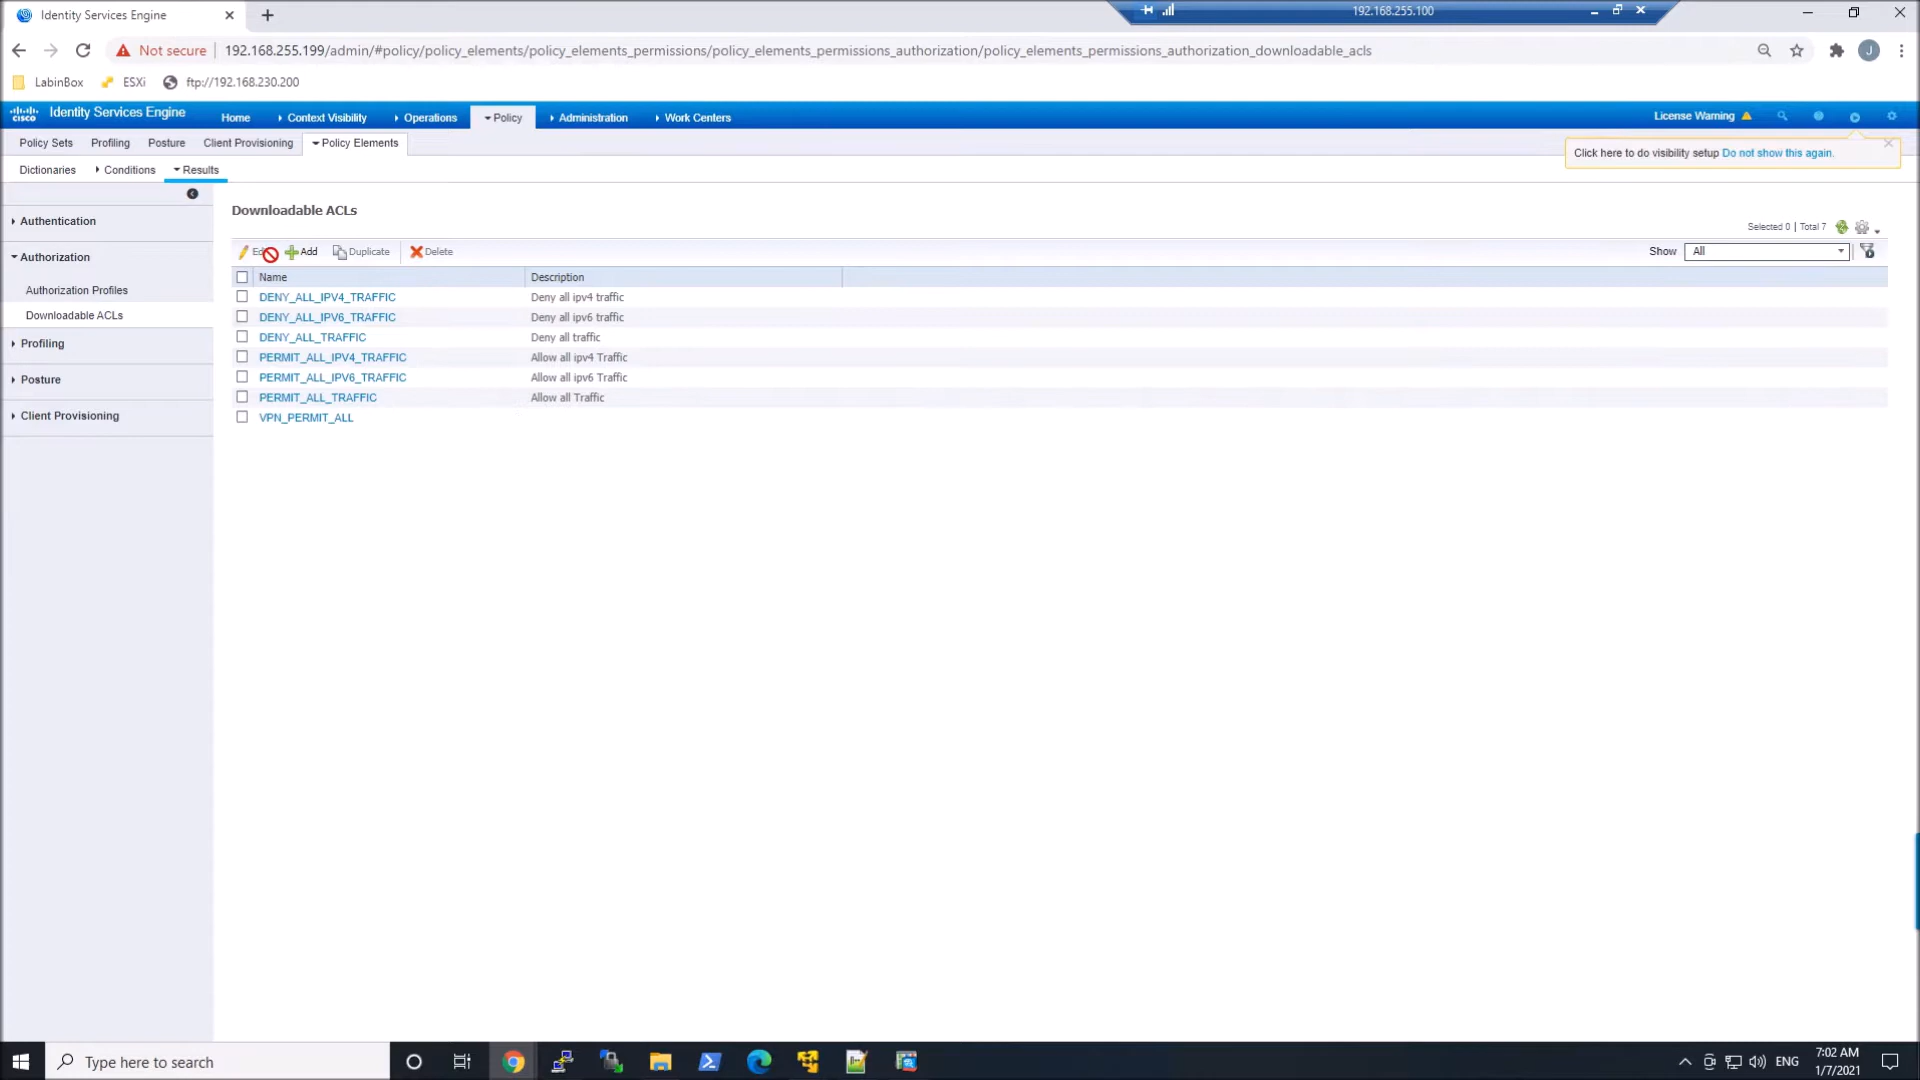 Identity Services Engine
192.168.255.100
Not secure 192.168.255.199/admin/#policy/policy_elements/policy_elements_permissions/policy_elements_permissions_authorization/policy_elements_permissions_authorization_downloadable_acls
J
LabinBox ESXi ftp://192.168.230.200
cisco Identity Services Engine Home Context Visibility Operations Policy Administration Work Centers License Warning
Policy Sets Profiling Posture Client Provisioning Policy Elements
Click here to do visibility setup Do not show this again.
Dictionaries Conditions Results
Authentication
Authorization
Authorization Profiles
Downloadable ACLs
Profiling
Posture
Client Provisioning
Downloadable ACLs
Selected 0 | Total 7
Add Duplicate Delete Show All
Name Description
DENY_ALL_IPV4_TRAFFIC Deny all ipv4 traffic
DENY_ALL_IPV6_TRAFFIC Deny all ipv6 traffic
DENY_ALL_TRAFFIC Deny all traffic
PERMIT_ALL_IPV4_TRAFFIC Allow all ipv4 Traffic
PERMIT_ALL_IPV6_TRAFFIC Allow all ipv6 Traffic
PERMIT_ALL_TRAFFIC Allow all Traffic
VPN_PERMIT_ALL
Type here to search
ENG
7:02 AM
1/7/2021